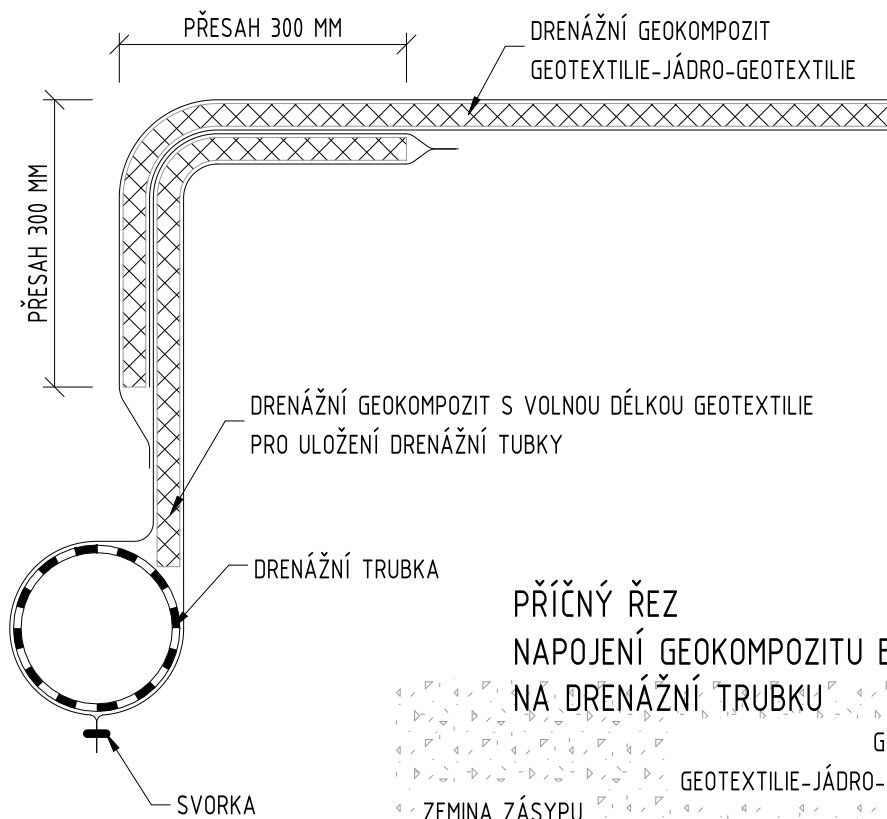 PŘESAH 300 MM
DRENÁŽNÍ GEOKOMPOZIT
GEOTEXTILIE-JÁDRO-GEOTEXTILIE
PŘESAH 300 MM
DRENÁŽNÍ GEOKOMPOZIT S VOLNOU DÉLKOU GEOTEXTILIE
PRO ULOŽENÍ DRENÁŽNÍ TUBKY
DRENÁŽNÍ TRUBKA
PŘÍČNÝ ŘEZ
NAPOJENÍ GEOKOMPOZITU
NA DRENÁŽNÍ TRUBKU
GEOTEXTILIE-JÁDRO-
ZEMINA ZÁSYPU
SVORKA